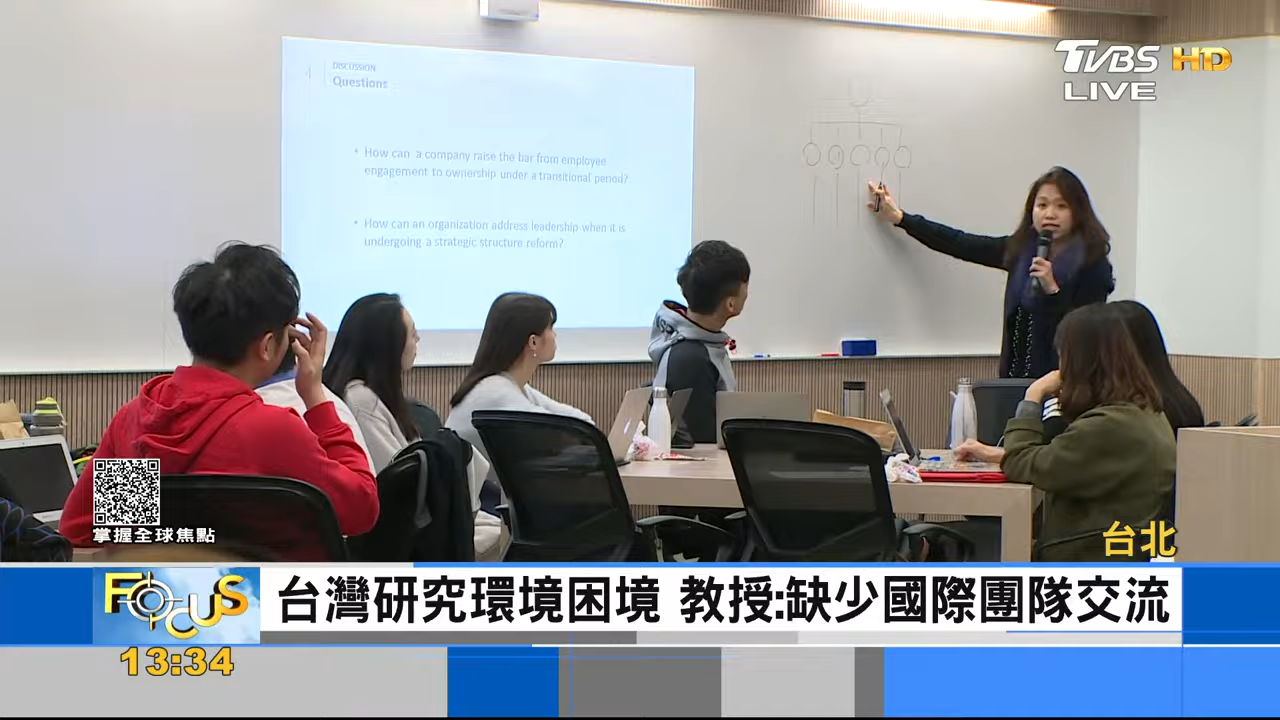 TVBS HD
LIVE
4
DISCUSSION
Questions
• How can a company raise the bar from employee
engagement to ownership under a transitional period?
• How can an organization address leadership when it is
undergoing a strategic structure reform?
掌握全球焦點
台北
FOCUS
台灣研究環境困境 教授:缺少國際團隊交流
13:34